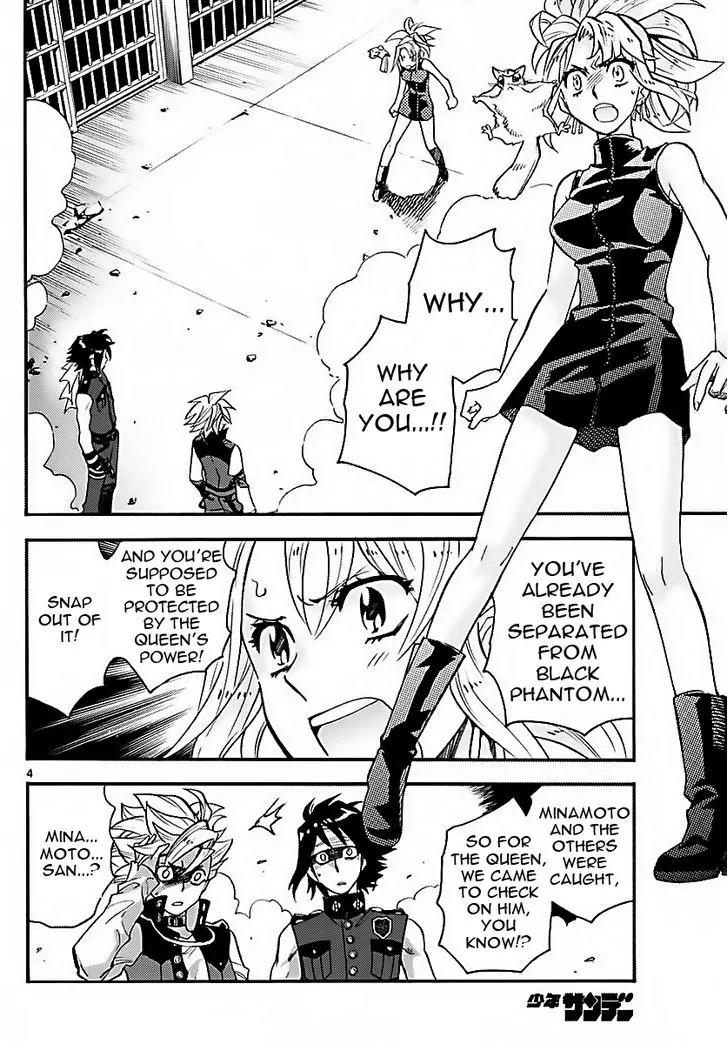 WHY...
WHY
ARE
YOU...!!
YOU'VE
ALREADY
BEEN
SEPARATED
FROM
BLACK
PHANTOM...
AND YOU'RE
SUPPOSED
TO BE
PROTECTED
BY THE
QUEEN'S
POWER!
SNAP
OUT OF
IT!
4
MINAMOTO
AND THE
OTHERS
WERE
CAUGHT,
SO FOR
THE QUEEN,
WE CAME
TO CHECK
ON HIM,
YOU
KNOW!?
MINA...
MOTO...
SAN...?
少年サンデー